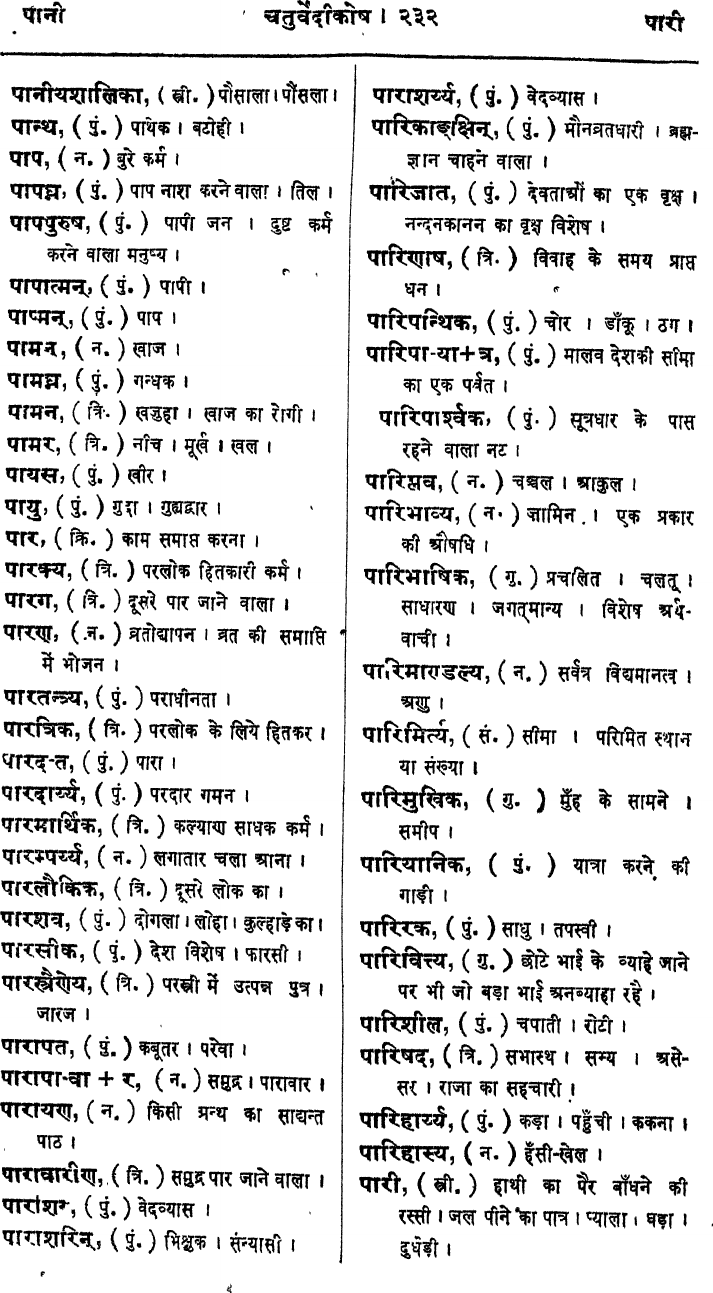 पानी
चतुर्वेदीकोष । २३२
पारी
पानीयशालिका, ( स्त्री. ) पौसाला । पौंसला ।
पान्थ, ( पुं. ) पथिक । बटोही ।
पाप, ( न. ) बुरे कर्म ।
पापघ्न, ( पुं. ) पाप नाश करने वाला । तिल ।
पापपुरुष, ( पुं. ) पापी जन । दुष्ट कर्म
करने वाला मनुष्य ।
पापात्मन्, ( पुं. ) पापी ।
पाप्मन्, ( पुं. ) पाप ।
पामन्, ( न. ) खाज ।
पामघ्न, ( पुं. ) गन्धक ।
पामन, ( त्रि. ) खजुहा । खाज का रोगी ।
पामर, ( त्रि. ) नीच । मूर्ख । खल ।
पायस, ( पुं. ) खीर ।
पायु, ( पुं. ) गुदा । गुह्यद्वार ।
पार, ( क्रि. ) काम समाप्त करना ।
पारक्य, ( त्रि. ) परलोक हितकारी कर्म ।
पारग, ( त्रि. ) दूसरे पार जाने वाला ।
पारण, ( न. ) व्रतोद्यापन । व्रत की समाप्ति
में भोजन ।
पारतन्त्र्य, ( पुं. ) पराधीनता ।
पारत्रिक, ( त्रि. ) परलोक के लिये हितकर ।
पारद-त, ( पुं. ) पारा ।
पारदार्य्य, ( पुं. ) परदार गमन ।
पारमार्थिक, ( त्रि. ) कल्याण साधक कर्म ।
पारम्पर्य्य, ( न. ) लगातार चला आना ।
पारलौकिक, ( त्रि. ) दूसरे लोक का ।
पारशव, ( पुं. ) दोगला । लोहा । कुल्हाड़े का ।
पारसीक, ( पुं. ) देश विशेष । फारसी ।
पारस्त्रैणेय, ( त्रि. ) परस्त्री में उत्पन्न पुत्र ।
जारज ।
पारापत, ( पुं. ) कबूतर । परेवा ।
पारापा-वा + र, ( न. ) समुद्र । पारावार ।
पारायण, ( न. ) किसी ग्रन्थ का साद्यन्त
पाठ ।
पारावारीण, ( त्रि. ) समुद्र पार जाने वाला ।
पाराशर, ( पुं. ) वेदव्यास ।
पाराशरिन्, ( पुं. ) भिक्षुक । संन्यासी ।
पाराशर्य्य, ( पुं. ) वेदव्यास ।
पारिकाङ्क्षिन्, ( पुं. ) मौनव्रतधारी । ब्रह्म-
ज्ञान चाहने वाला ।
पारिजात, ( पुं. ) देवताओं का एक वृक्ष ।
नन्दनकानन का वृक्ष विशेष ।
पारिणाष, ( त्रि. ) विवाह के समय प्राप्त
धन ।
पारिपन्थिक, ( पुं. ) चोर । डाँकू । ठग ।
पारिपा-या+त्र, ( पुं. ) मालव देशकी सीमा
का एक पर्वत ।
पारिपार्श्वक, ( पुं. ) सूत्रधार के पास
रहने वाला नट ।
पारिप्लव, ( न. ) चञ्चल । आकुल ।
पारिभाव्य, ( न. ) जामिन । एक प्रकार
की औषधि ।
पारिभाषिक, ( गु. ) प्रचलित । चलतू ।
साधारण । जगत्‌मान्य । विशेष अर्थ-
वाची ।
पारिमाण्डल्य, ( न. ) सर्वत्र विद्यमानत्व ।
अणु ।
पारिमित्य, ( सं. ) सीमा । परिमित स्थान
या संख्या ।
पारिमुखिक, ( गु. ) मुँह के सामने ।
समीप ।
पारियानिक, ( पुं. ) यात्रा करने की
गाड़ी ।
पारिरक, ( पुं. ) साधु । तपस्वी ।
पारिवित्त्य, ( गु. ) छोटे भाई के व्याहे जाने
पर भी जो बड़ा भाई अनव्याहा रहै ।
पारिशील, ( पुं. ) चपाती । रोटी ।
पारिषद, ( त्रि. ) सभास्थ । सभ्य । असे-
सर । राजा का सहचारी ।
पारिहार्य्य, ( पुं. ) कड़ा । पहुँची । ककना ।
पारिहास्य, ( न. ) हँसी-खेल ।
पारी, ( स्त्री. ) हाथी का पैर बाँधने की
रस्सी । जल पीने का पात्र । प्याला । घड़ा ।
दुधेड़ी ।